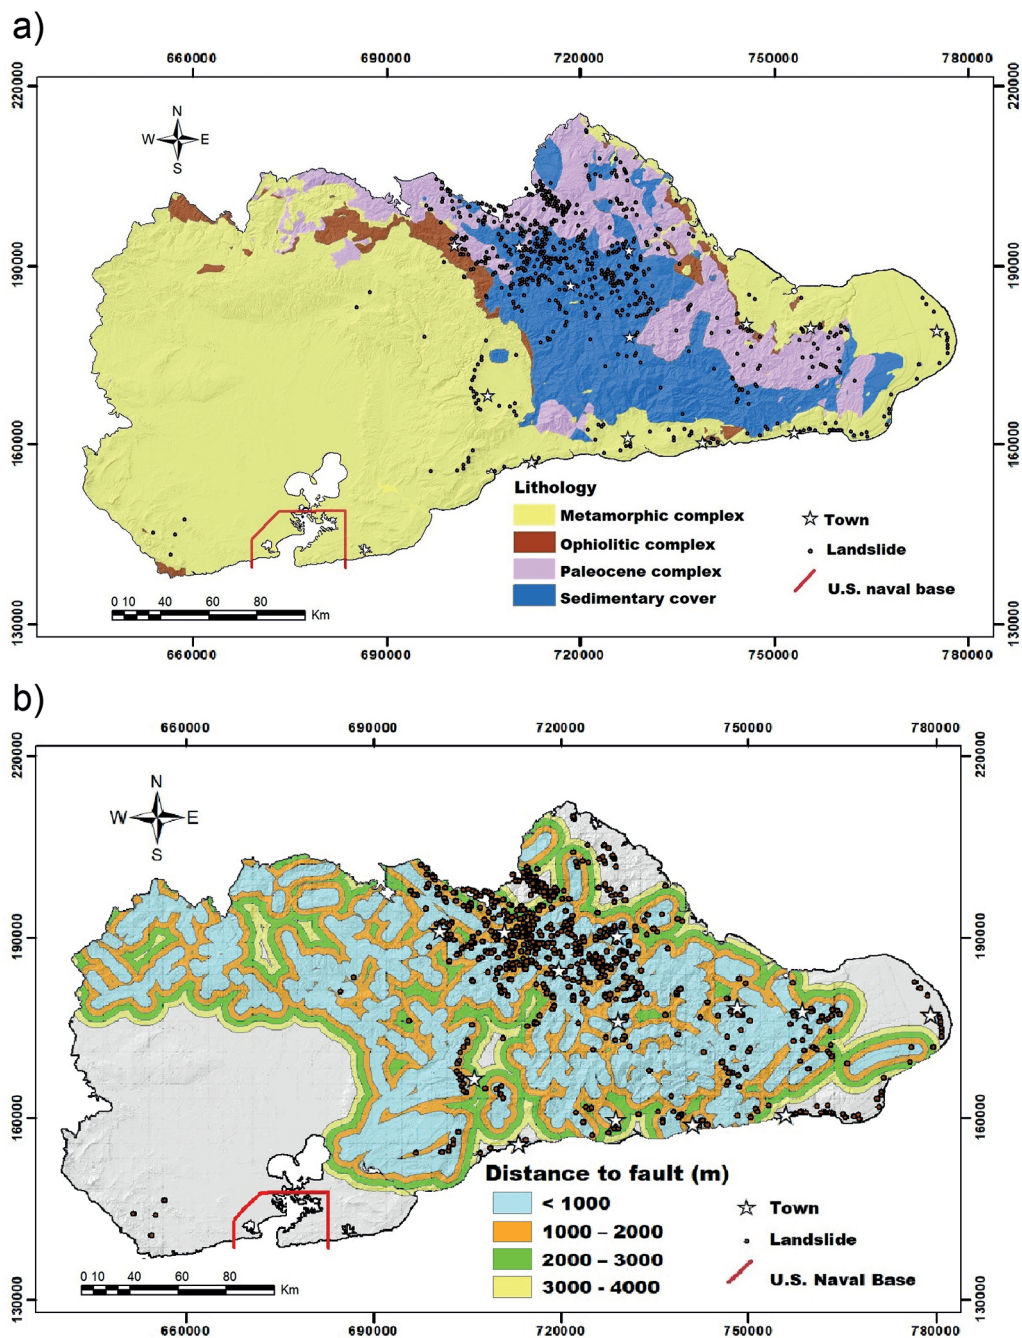 a)
660000 690000 720000 750000 780000
220000 220000
N
W E
S
190000 190000
160000 160000
Lithology
Metamorphic complex
Ophiolitic complex
Paleocene complex
Sedimentary cover
Town
Landslide
U.S. naval base
0 10 20 40 60 80
Km
130000 130000
660000 690000 720000 750000 780000
b)
660000 690000 720000 750000 780000
220000 220000
N
W E
S
190000 190000
160000 160000
Distance to fault (m)
< 1000
1000 – 2000
2000 – 3000
3000 - 4000
Town
Landslide
U.S. Naval Base
0 10 20 40 60 80
Km
130000 130000
660000 690000 720000 750000 780000